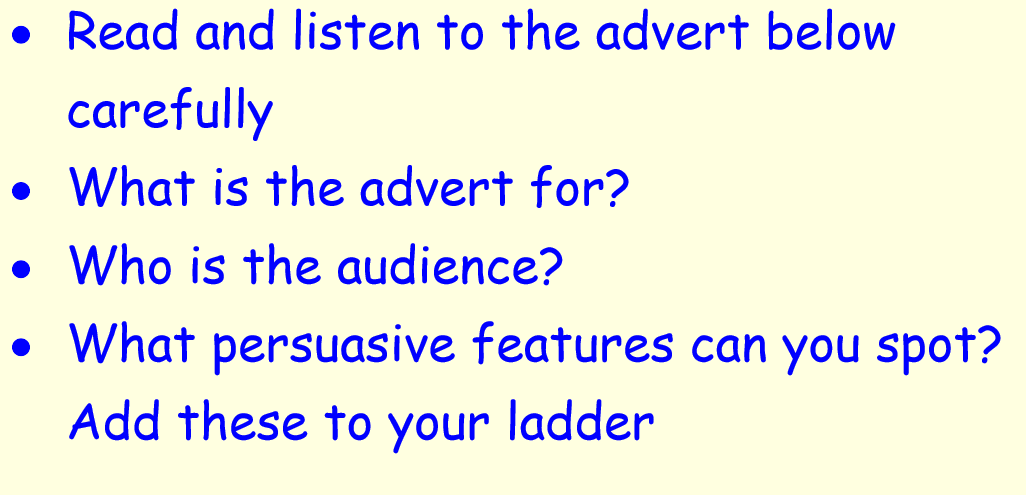 • Read and listen to the advert below
carefully
• What is the advert for?
• Who is the audience?
• What persuasive features can you spot?
Add these to your ladder